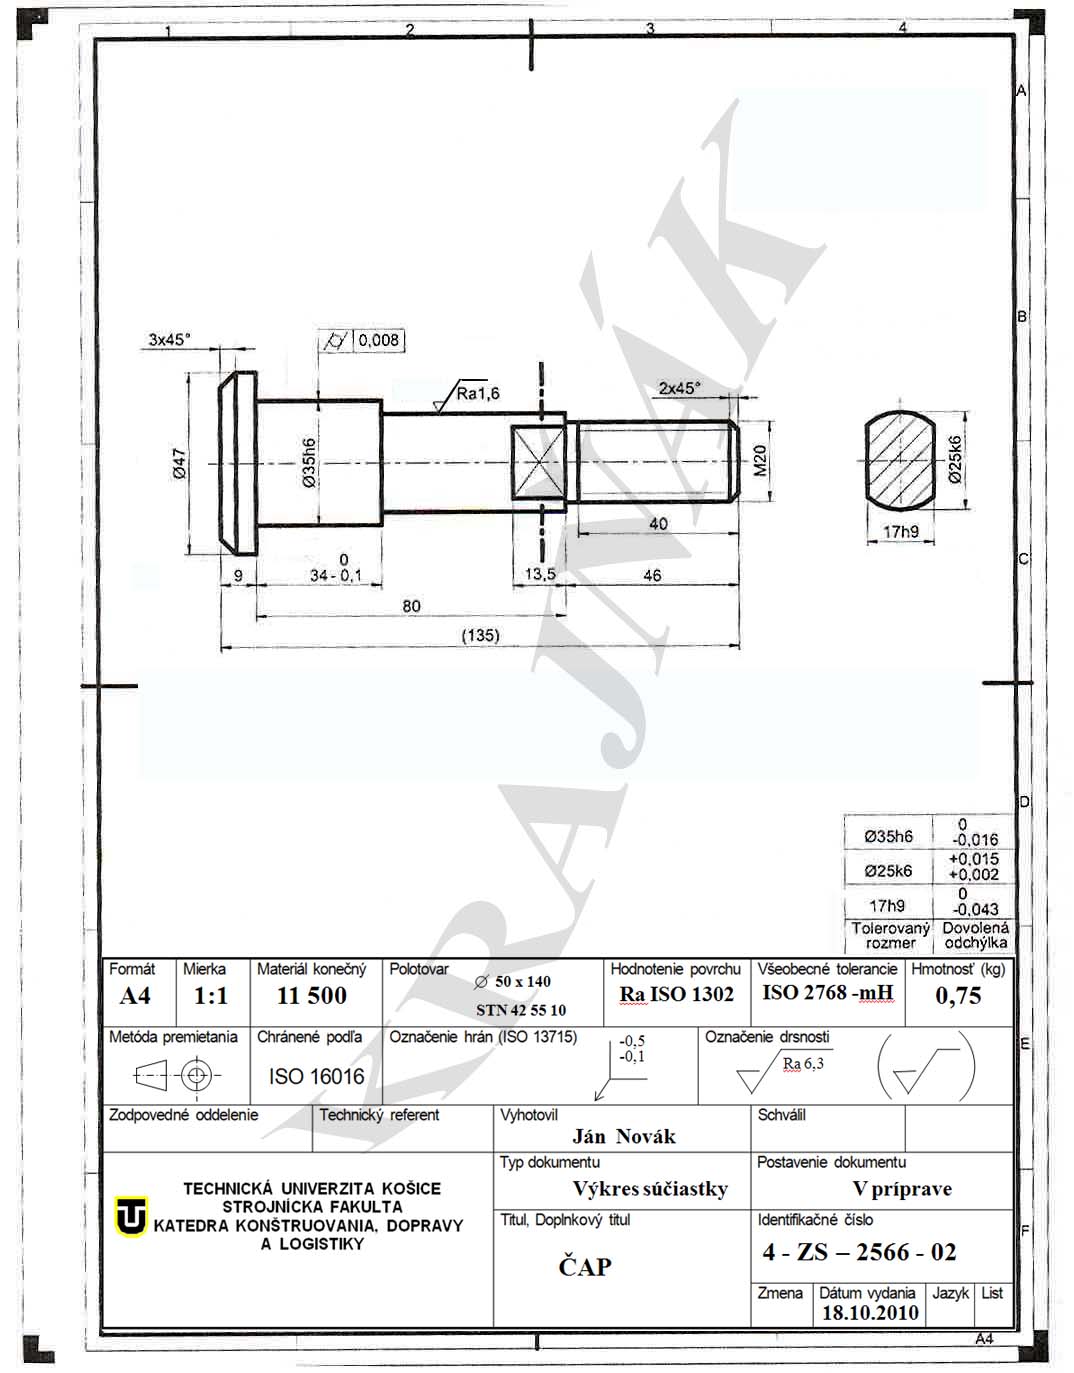 1 2 3 4
A
B
C
D
E
F
KRAJŇÁK
3x45°
0,008
Ra1,6
2x45°
Ø47
Ø35h6
M20
Ø25k6
40
17h9
9
0
34 - 0,1
13,5
46
80
(135)
Ø35h6 0 -0,016
Ø25k6 +0,015 +0,002
17h9 0 -0,043
Tolerovaný rozmer Dovolená odchýlka
Formát Mierka Materiál konečný Polotovar Hodnotenie povrchu Všeobecné tolerancie Hmotnosť (kg)
A4 1:1 11 500 ∅ 50 x 140 Ra ISO 1302 ISO 2768 -mH 0,75
STN 42 55 10
Metóda premietania Chránené podľa Označenie hrán (ISO 13715) Označenie drsnosti
ISO 16016 -0,5 -0,1 Ra 6,3
Zodpovedné oddelenie Technický referent Vyhotovil Schválil
Ján Novák
Typ dokumentu Postavenie dokumentu
Výkres súčiastky V príprave
TECHNICKÁ UNIVERZITA KOŠICE
STROJNÍCKA FAKULTA
KATEDRA KONŠTRUOVANIA, DOPRAVY
A LOGISTIKY
Titul, Doplnkový titul Identifikačné číslo
ČAP 4 - ZS – 2566 - 02
Zmena Dátum vydania Jazyk List
18.10.2010
A4